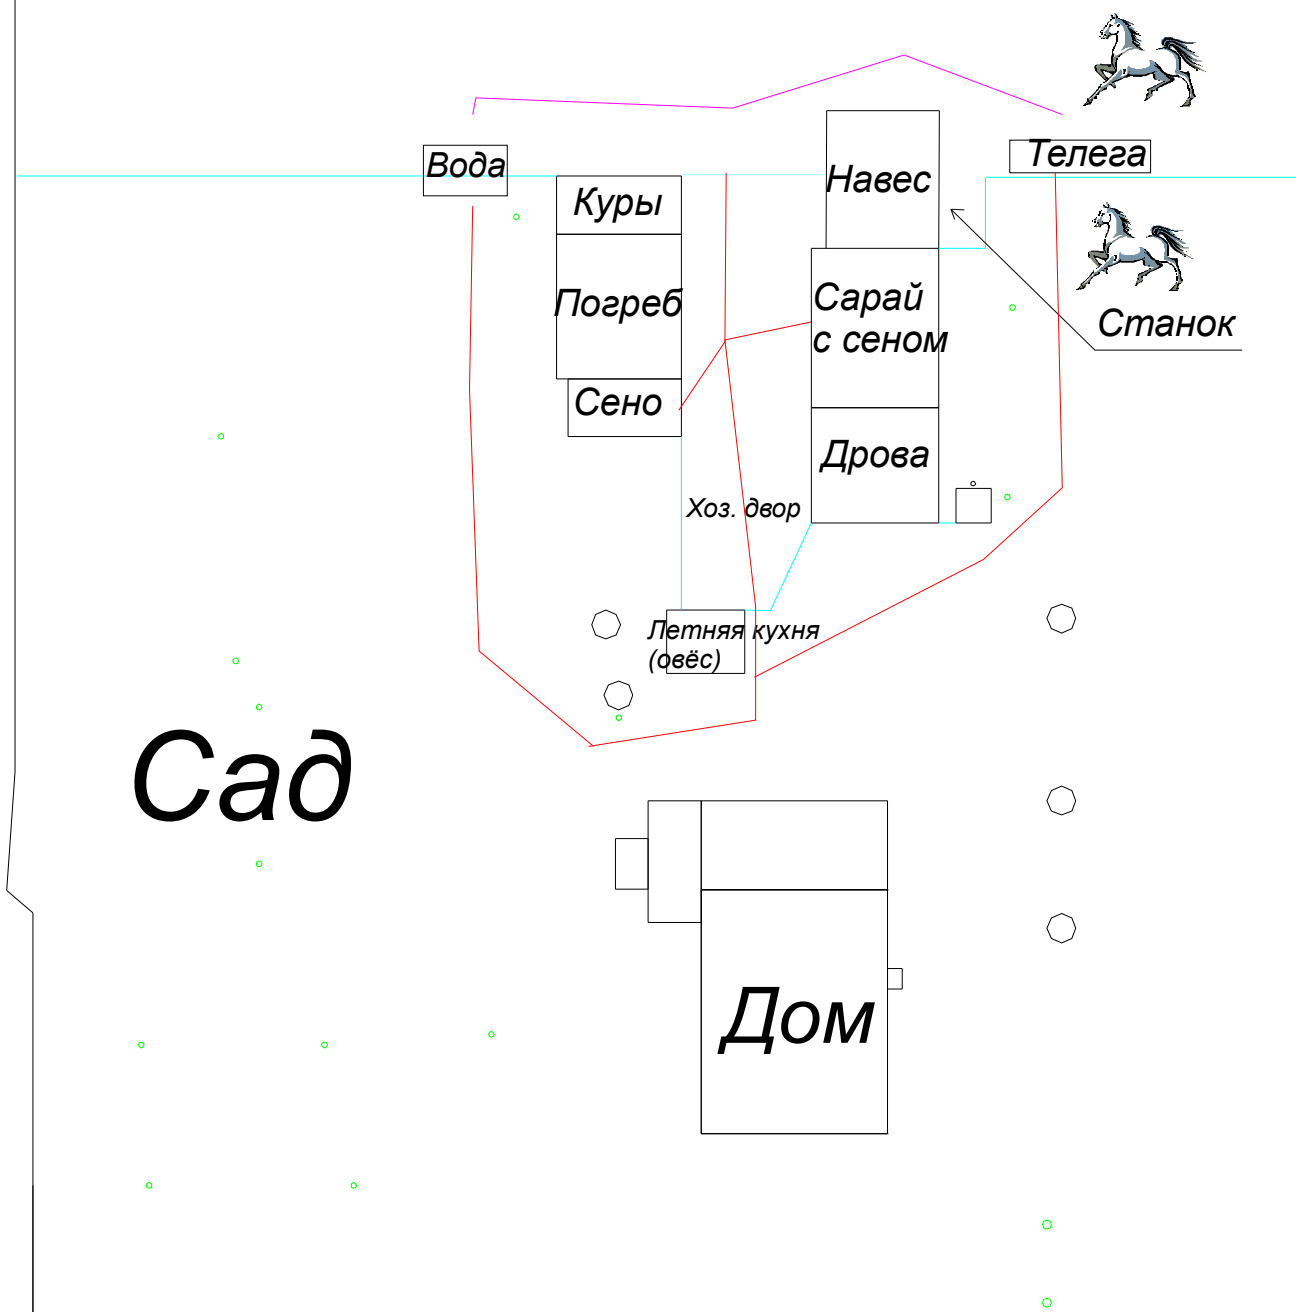 Вода
Навес
Телега
Куры
Погреб
Сарай
с сеном
Станок
Сено
Дрова
Хоз. двор
Летняя кухня
(овёс)
Сад
Дом